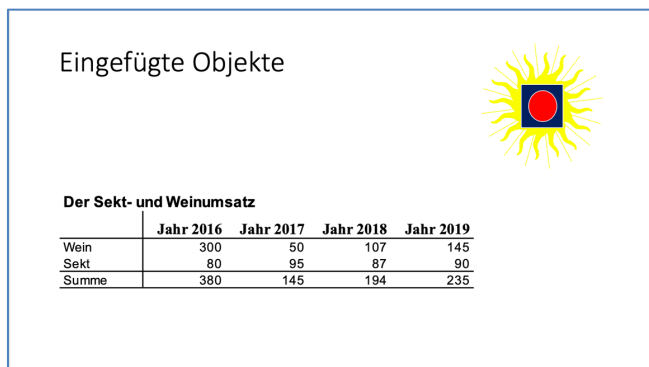 Eingefügte Objekte
Der Sekt- und Weinumsatz
Jahr 2016 Jahr 2017 Jahr 2018 Jahr 2019
Wein 300 50 107 145
Sekt 80 95 87 90
Summe 380 145 194 235